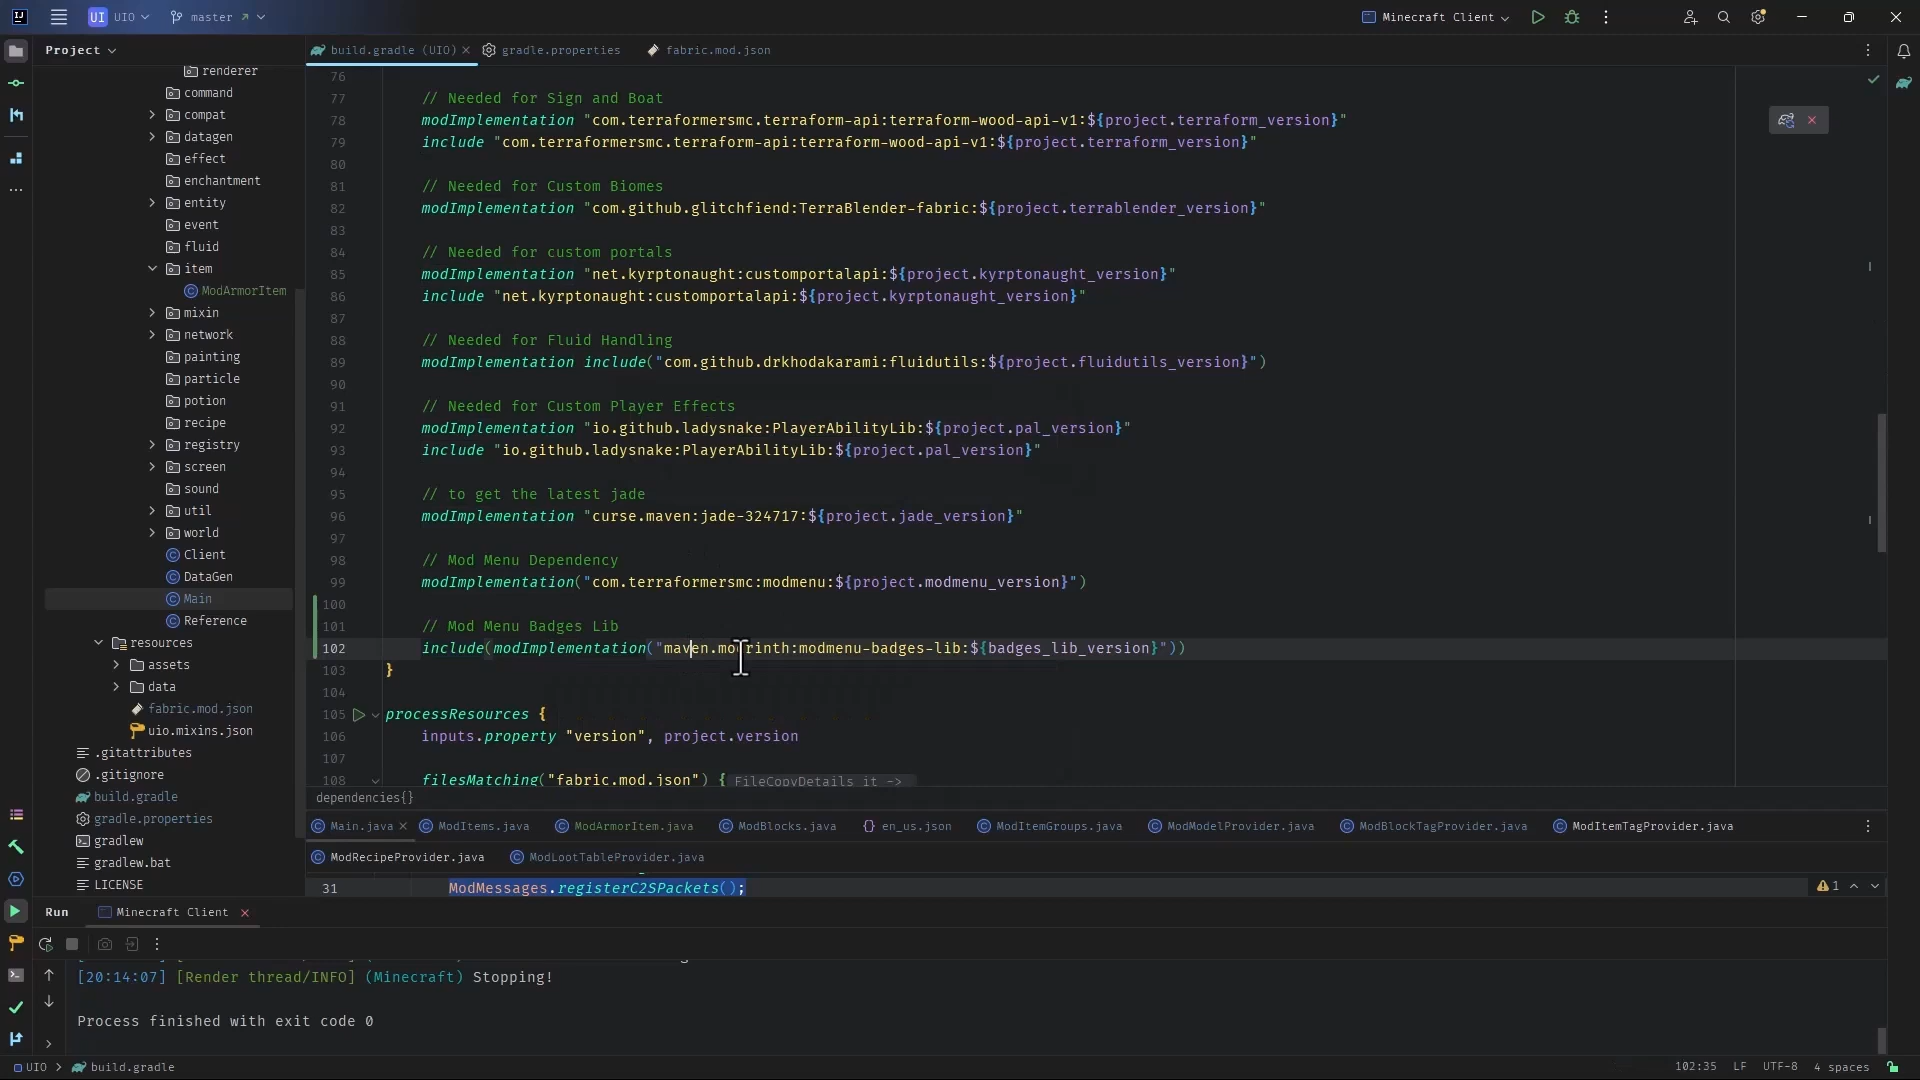 UI UIO master Minecraft Client
Project
build.gradle (UIO) gradle.properties fabric.mod.json
renderer
command
compat
datagen
effect
enchantment
entity
event
fluid
item
ModArmorItem
mixin
network
painting
particle
potion
recipe
registry
screen
sound
util
world
Client
DataGen
Main
Reference
resources
assets
data
fabric.mod.json
uio.mixins.json
.gitattributes
.gitignore
build.gradle
gradle.properties
gradlew
gradlew.bat
LICENSE
76
77 // Needed for Sign and Boat
78 modImplementation "com.terraformersmc.terraform-api:terraform-wood-api-v1:${project.terraform_version}"
79 include "com.terraformersmc.terraform-api:terraform-wood-api-v1:${project.terraform_version}"
80
81 // Needed for Custom Biomes
82 modImplementation "com.github.glitchfiend:TerraBlender-fabric:${project.terrablender_version}"
83
84 // Needed for custom portals
85 modImplementation "net.kyrptonaught:customportalapi:${project.kyrptonaught_version}"
86 include "net.kyrptonaught:customportalapi:${project.kyrptonaught_version}"
87
88 // Needed for Fluid Handling
89 modImplementation include("com.github.drkhodakarami:fluidutils:${project.fluidutils_version}")
90
91 // Needed for Custom Player Effects
92 modImplementation "io.github.ladysnake:PlayerAbilityLib:${project.pal_version}"
93 include "io.github.ladysnake:PlayerAbilityLib:${project.pal_version}"
94
95 // to get the latest jade
96 modImplementation "curse.maven:jade-324717:${project.jade_version}"
97
98 // Mod Menu Dependency
99 modImplementation("com.terraformersmc:modmenu:${project.modmenu_version}")
100
101 // Mod Menu Badges Lib
102 include(modImplementation("maven.modrinth:modmenu-badges-lib:${badges_lib_version}"))
103 }
104
105 processResources {
106 inputs.property "version", project.version
107
108 filesMatching("fabric.mod.json") { FileCopyDetails it ->
dependencies{}
Main.java ModItems.java ModArmorItem.java ModBlocks.java en_us.json ModItemGroups.java ModModelProvider.java ModBlockTagProvider.java ModItemTagProvider.java
ModRecipeProvider.java ModLootTableProvider.java
31 ModMessages.registerC2SPackets(); 1
Run Minecraft Client
[20:14:07] [Render thread/INFO] (Minecraft) Stopping!
Process finished with exit code 0
UIO > build.gradle 102:35 LF UTF-8 4 spaces